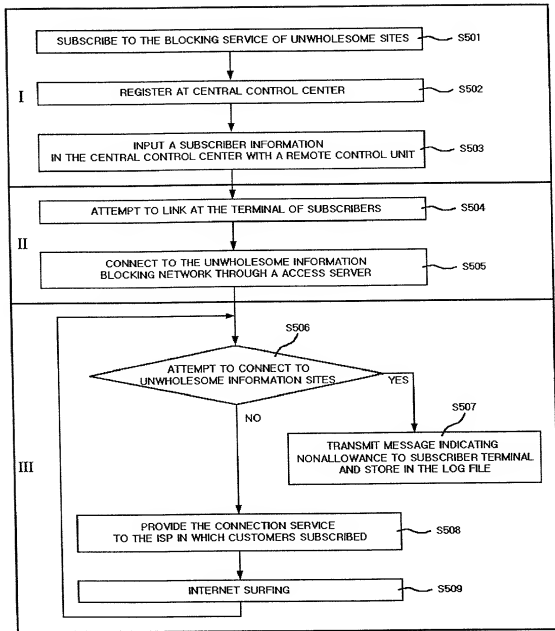 SUBSCRIBE TO THE BLOCKING SERVICE OF UNWHOLESOME SITES
S501
I
REGISTER AT CENTRAL CONTROL CENTER
S502
INPUT A SUBSCRIBER INFORMATION
IN THE CENTRAL CONTROL CENTER WITH A REMOTE CONTROL UNIT
S503
ATTEMPT TO LINK AT THE TERMINAL OF SUBSCRIBERS
S504
II
CONNECT TO THE UNWHOLESOME INFORMATION
BLOCKING NETWORK THROUGH A ACCESS SERVER
S505
S506
ATTEMPT TO CONNECT TO
UNWHOLESOME INFORMATION SITES
YES
NO
S507
TRANSMIT MESSAGE INDICATING
NONALLOWANCE TO SUBSCRIBER TERMINAL
AND STORE IN THE LOG FILE
III
PROVIDE THE CONNECTION SERVICE
TO THE ISP IN WHICH CUSTOMERS SUBSCRIBED
S508
INTERNET SURFING
S509